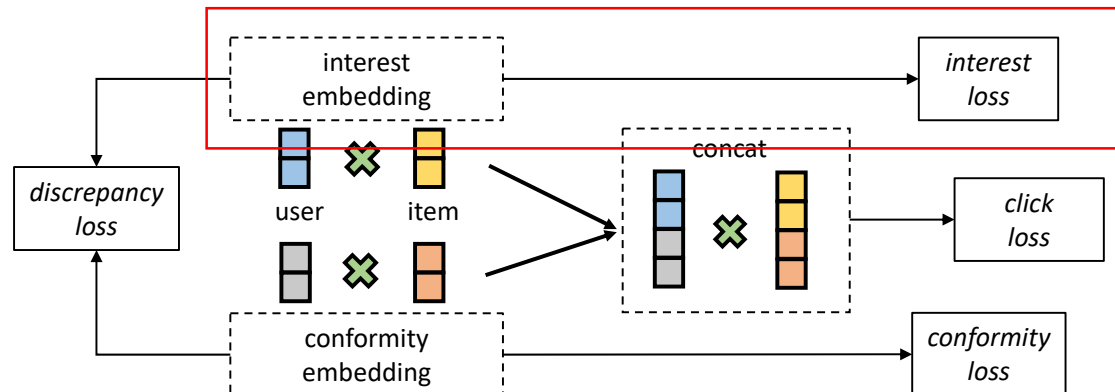 interest
embedding
interest
loss
concat
discrepancy
loss
user
item
click
loss
conformity
embedding
conformity
loss